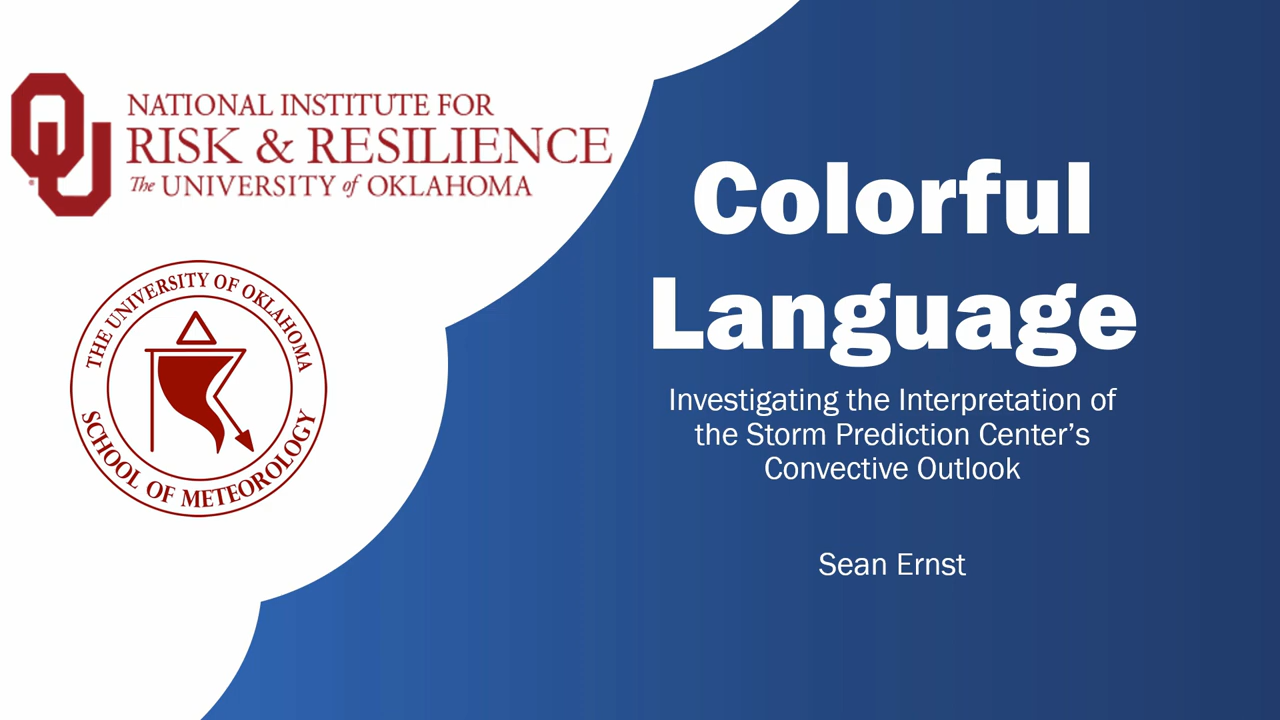 NATIONAL INSTITUTE FOR
RISK & RESILIENCE
The UNIVERSITY of OKLAHOMA
THE UNIVERSITY OF OKLAHOMA
SCHOOL OF METEOROLOGY
Colorful
Language
Investigating the Interpretation of
the Storm Prediction Center’s
Convective Outlook
Sean Ernst